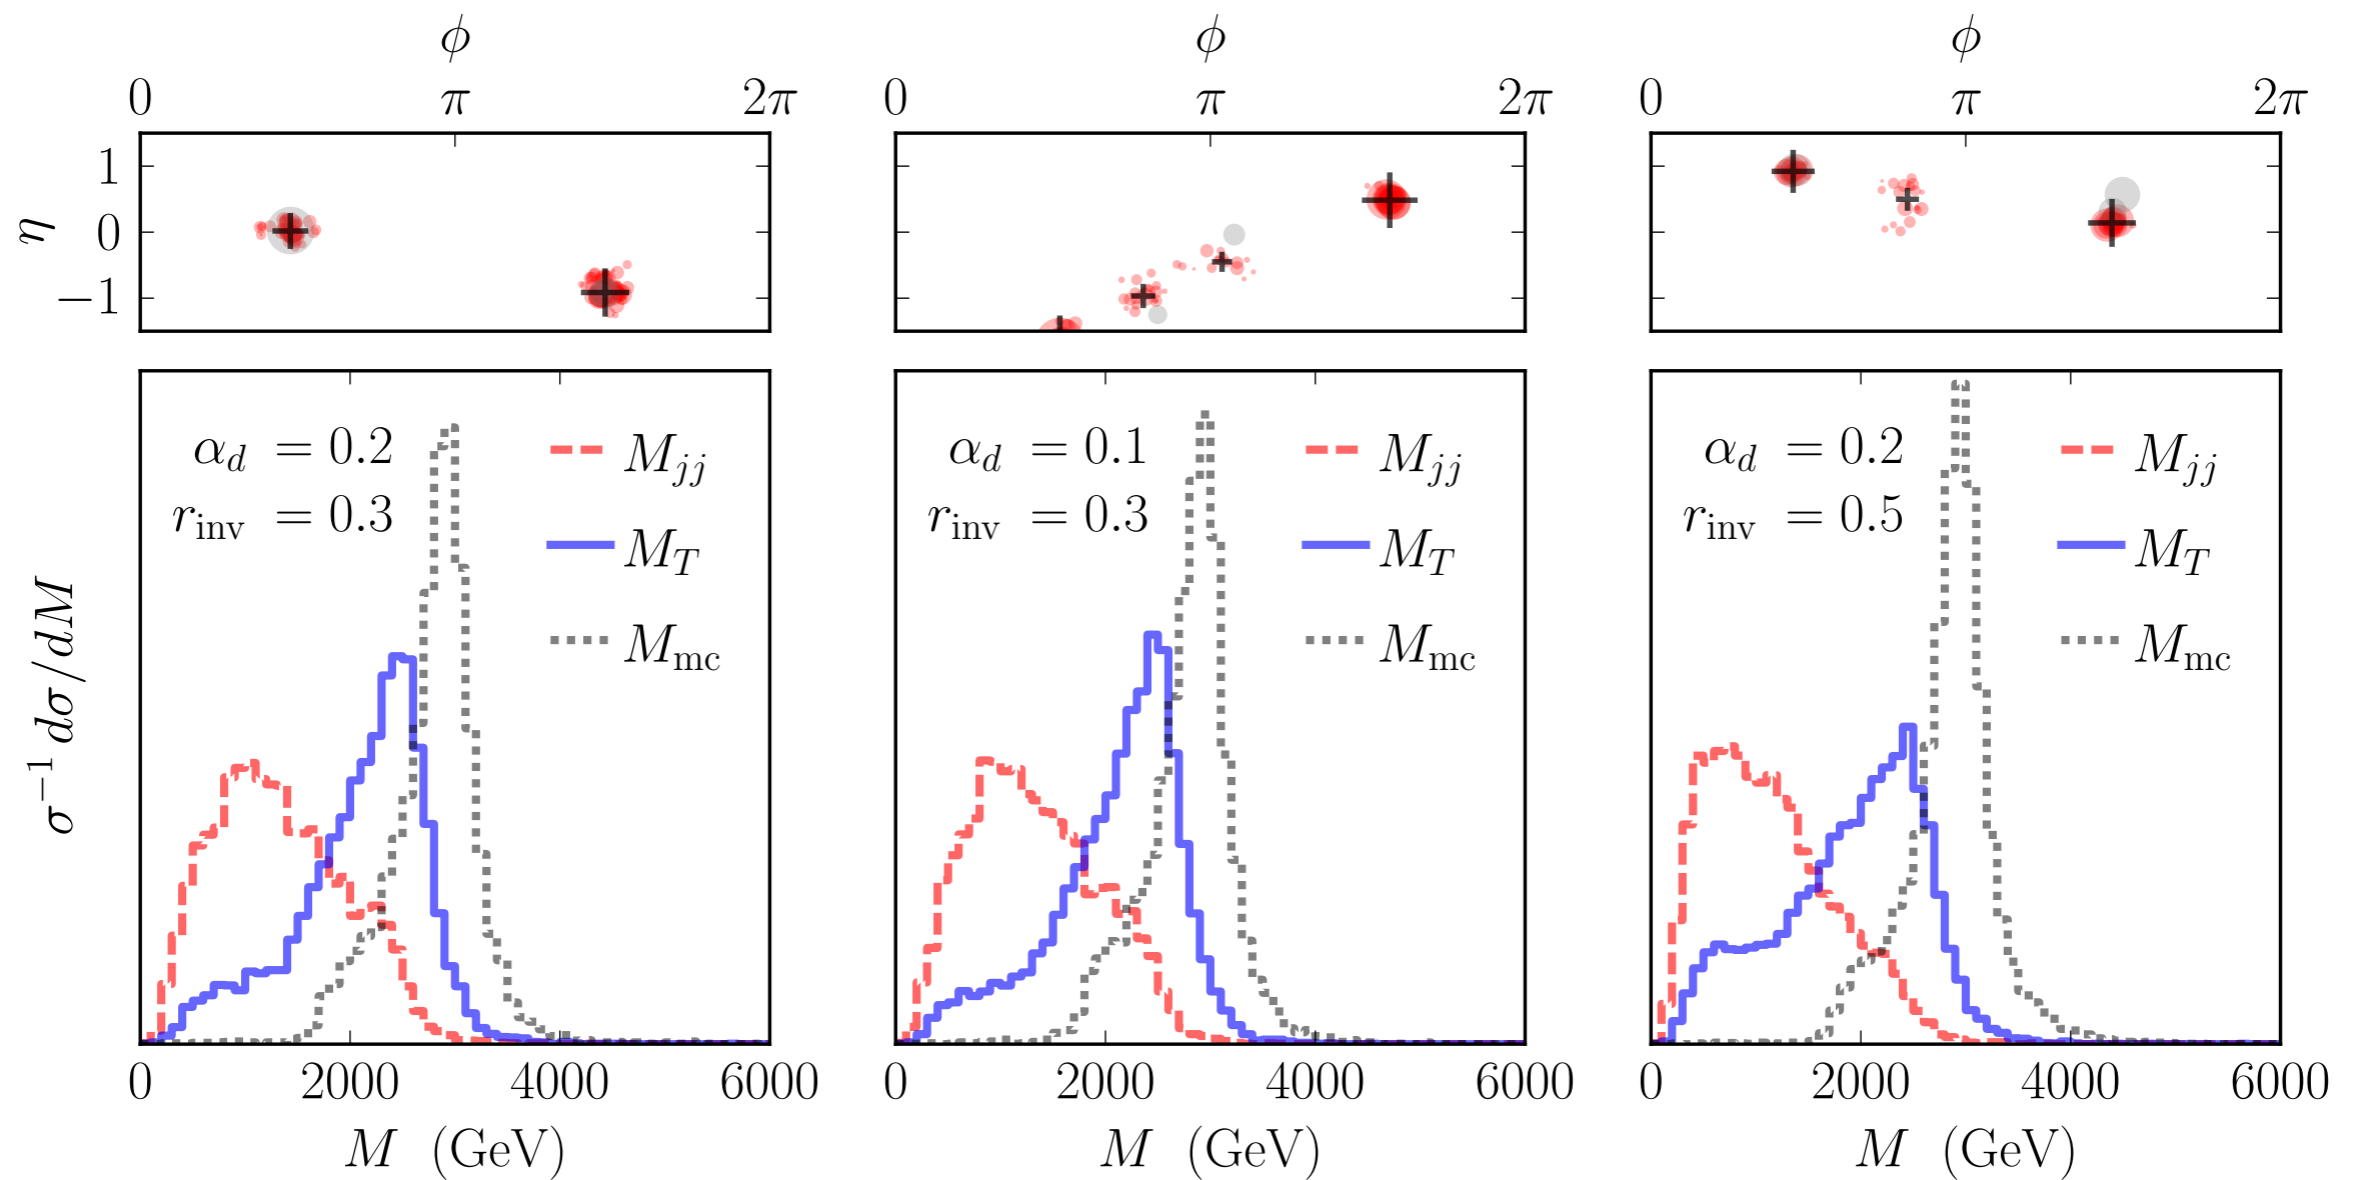 ϕ ϕ ϕ
0 π 2π 0 π 2π 0 π 2π
1
η 0
−1
α_d = 0.2 M_jj α_d = 0.1 M_jj α_d = 0.2 M_jj
r_inv = 0.3 M_T r_inv = 0.3 M_T r_inv = 0.5 M_T
M_mc M_mc M_mc
σ⁻¹ dσ/dM
0 2000 4000 6000 0 2000 4000 6000 0 2000 4000 6000
M (GeV) M (GeV) M (GeV)